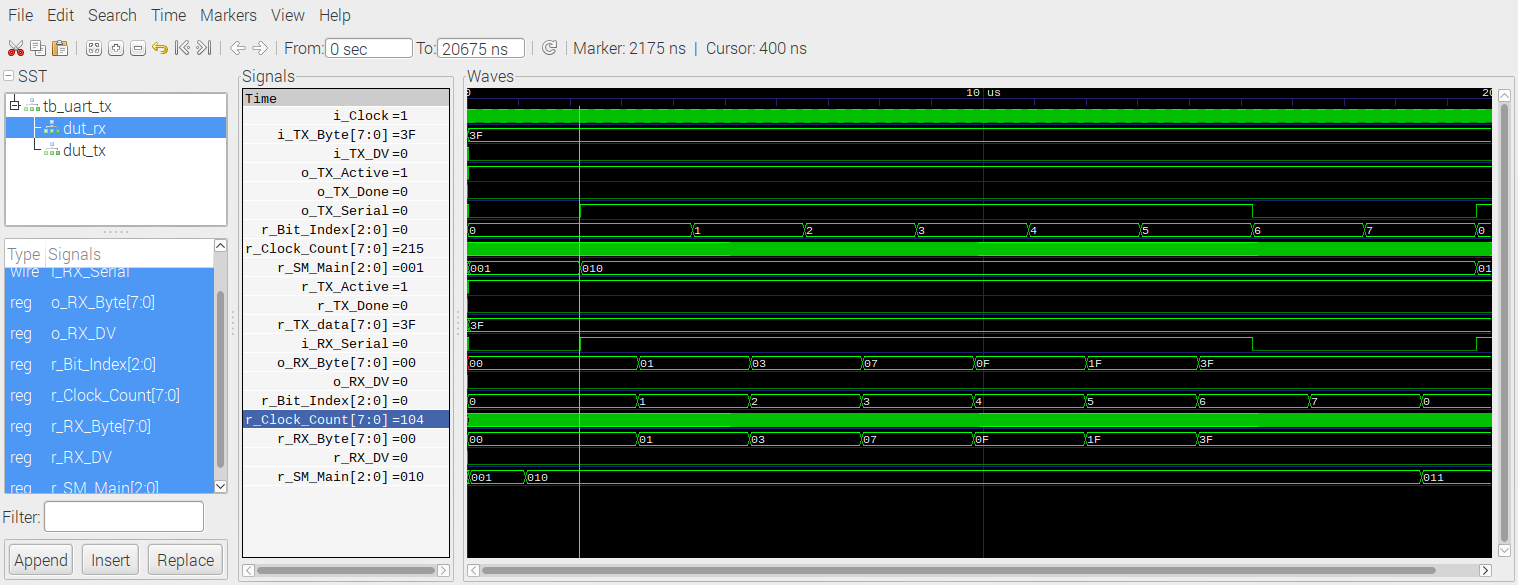 File Edit Search Time Markers View Help
From: 0 sec To: 20675 ns Marker: 2175 ns | Cursor: 400 ns
SST
tb_uart_tx
dut_rx
dut_tx
Type Signals
wire i_RX_Serial
reg o_RX_Byte[7:0]
reg o_RX_DV
reg r_Bit_Index[2:0]
reg r_Clock_Count[7:0]
reg r_RX_Byte[7:0]
reg r_RX_DV
reg r_SM_Main[2:0]
Filter:
Append Insert Replace
Signals
Time
i_Clock=1
i_TX_Byte[7:0]=3F
i_TX_DV=0
o_TX_Active=1
o_TX_Done=0
o_TX_Serial=0
r_Bit_Index[2:0]=0
r_Clock_Count[7:0]=215
r_SM_Main[2:0]=001
r_TX_Active=1
r_TX_Done=0
r_TX_data[7:0]=3F
i_RX_Serial=0
o_RX_Byte[7:0]=00
o_RX_DV=0
r_Bit_Index[2:0]=0
r_Clock_Count[7:0]=104
r_RX_Byte[7:0]=00
r_RX_DV=0
r_SM_Main[2:0]=010
Waves
0 10 us 20
3F
0 1 2 3 4 5 6 7 0
001 010 01
3F
00 01 03 07 0F 1F 3F
0 1 2 3 4 5 6 7 0
00 01 03 07 0F 1F 3F
001 010 011